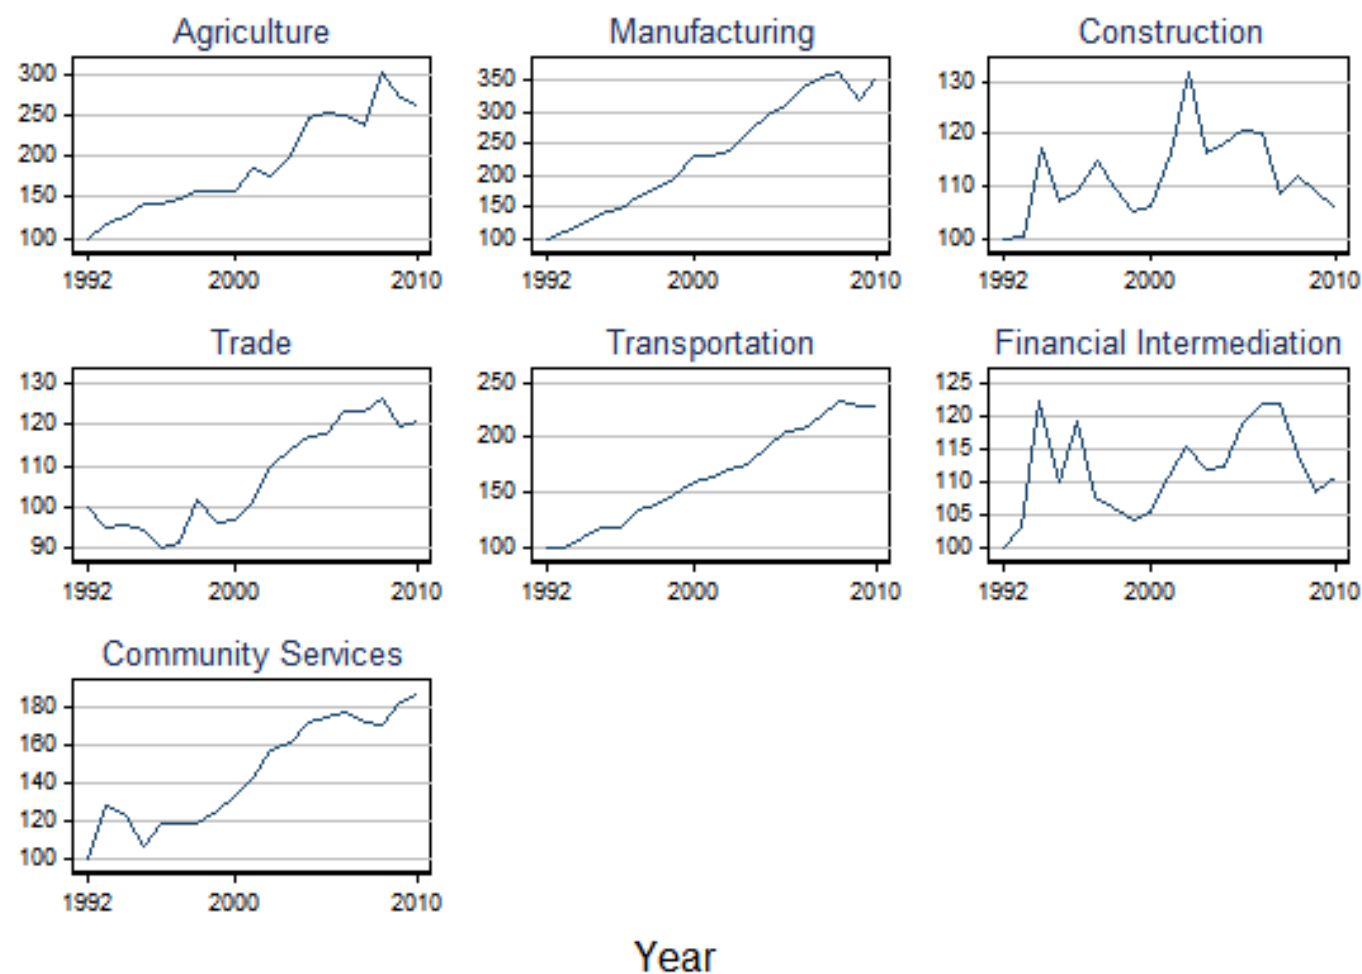 Agriculture
300
250
200
150
100
1992 2000 2010
Manufacturing
350
300
250
200
150
100
1992 2000 2010
Construction
130
120
110
100
1992 2000 2010
Trade
130
120
110
100
90
1992 2000 2010
Transportation
250
200
150
100
1992 2000 2010
Financial Intermediation
125
120
115
110
105
100
1992 2000 2010
Community Services
180
160
140
120
100
1992 2000 2010
Year